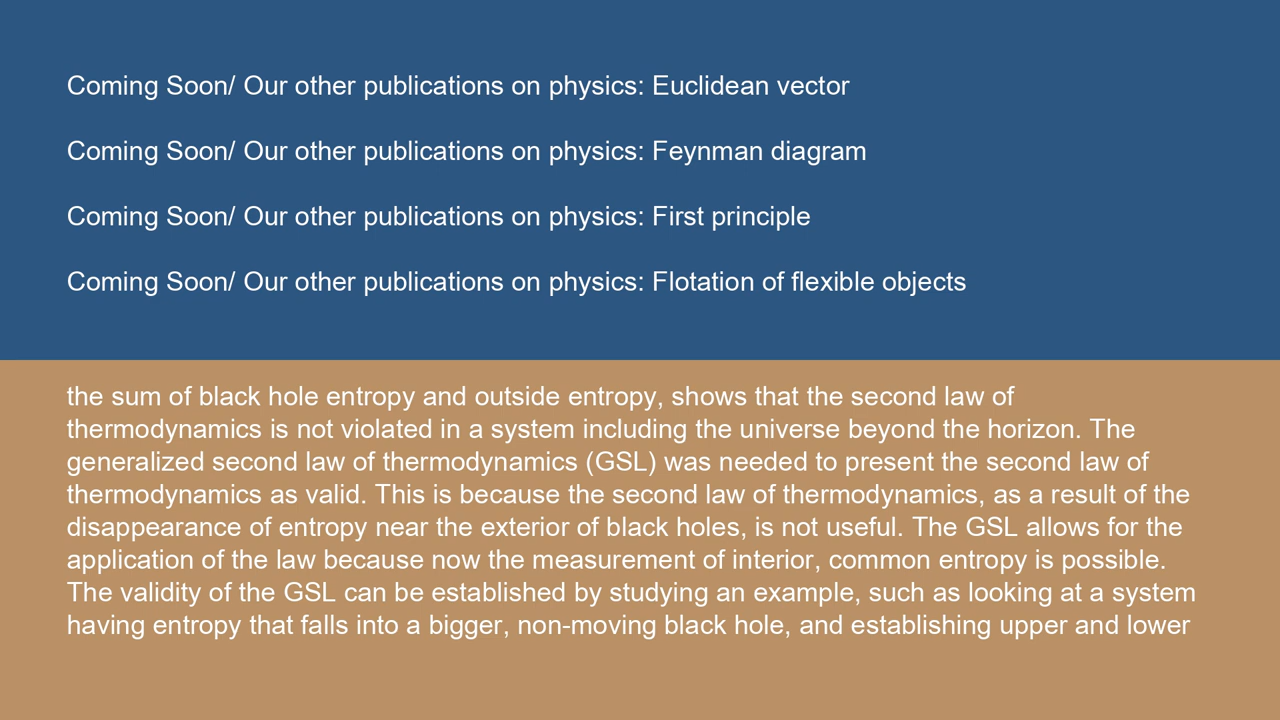 Coming Soon/ Our other publications on physics: Euclidean vector
Coming Soon/ Our other publications on physics: Feynman diagram
Coming Soon/ Our other publications on physics: First principle
Coming Soon/ Our other publications on physics: Flotation of flexible objects
the sum of black hole entropy and outside entropy, shows that the second law of
thermodynamics is not violated in a system including the universe beyond the horizon. The
generalized second law of thermodynamics (GSL) was needed to present the second law of
thermodynamics as valid. This is because the second law of thermodynamics, as a result of the
disappearance of entropy near the exterior of black holes, is not useful. The GSL allows for the
application of the law because now the measurement of interior, common entropy is possible.
The validity of the GSL can be established by studying an example, such as looking at a system
having entropy that falls into a bigger, non-moving black hole, and establishing upper and lower